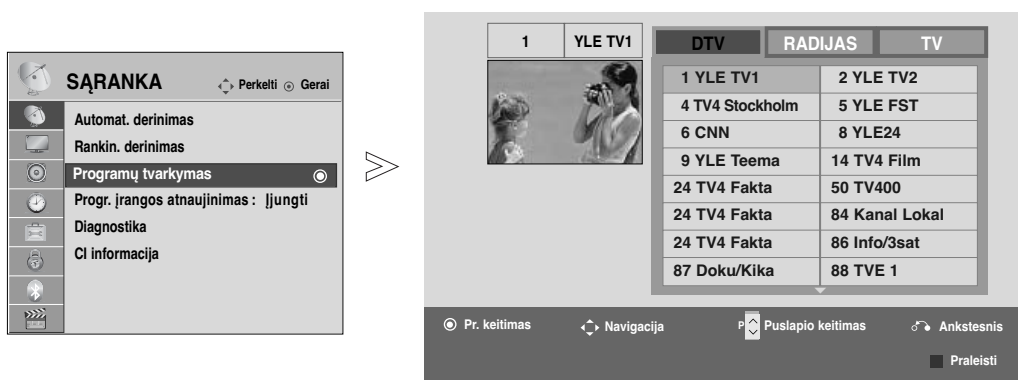 SĄRANKA Perkelti Gerai
Automat. derinimas
Rankin. derinimas
Programų tvarkymas
Progr. įrangos atnaujinimas : Įjungti
Diagnostika
CI informacija
1 YLE TV1
DTV RADIJAS TV
1 YLE TV1 2 YLE TV2
4 TV4 Stockholm 5 YLE FST
6 CNN 8 YLE24
9 YLE Teema 14 TV4 Film
24 TV4 Fakta 50 TV400
24 TV4 Fakta 84 Kanal Lokal
24 TV4 Fakta 86 Info/3sat
87 Doku/Kika 88 TVE 1
Pr. keitimas Navigacija P Puslapio keitimas Ankstesnis
Praleisti